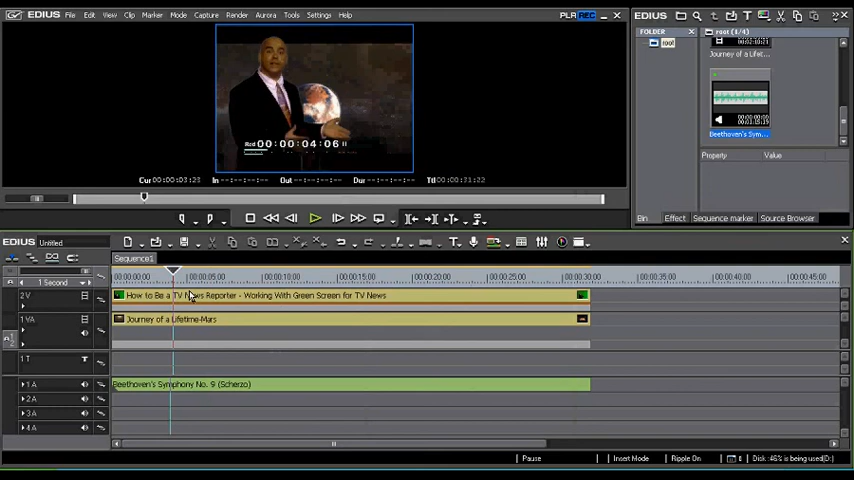 EDIUS File Edit View Clip Marker Mode Capture Render Aurora Tools Settings Help PLR REC
EDIUS
FOLDER
root
root (1/4)
Journey of a Lifet...
Beethoven's Sym...
Property Value
Bin Effect Sequence marker Source Browser
Rcd 00:00:04:06
Cur 00:00:03:23 In --:--:--:-- Out --:--:--:-- Dur --:--:--:-- Ttl 00:00:31:22
EDIUS Untitled
Sequence1
1 Second
00:00:00:00 00:00:05:00 00:00:10:00 00:00:15:00 00:00:20:00 00:00:25:00 00:00:30:00 00:00:35:00 00:00:40:00 00:00:45:00
2 V How to Be a TV News Reporter - Working With Green Screen for TV News
1 VA Journey of a Lifetime-Mars
1 T T
1 A Beethoven's Symphony No. 9 (Scherzo)
2 A
3 A
4 A
Pause Insert Mode Ripple On Disk :46% is being used(D:)